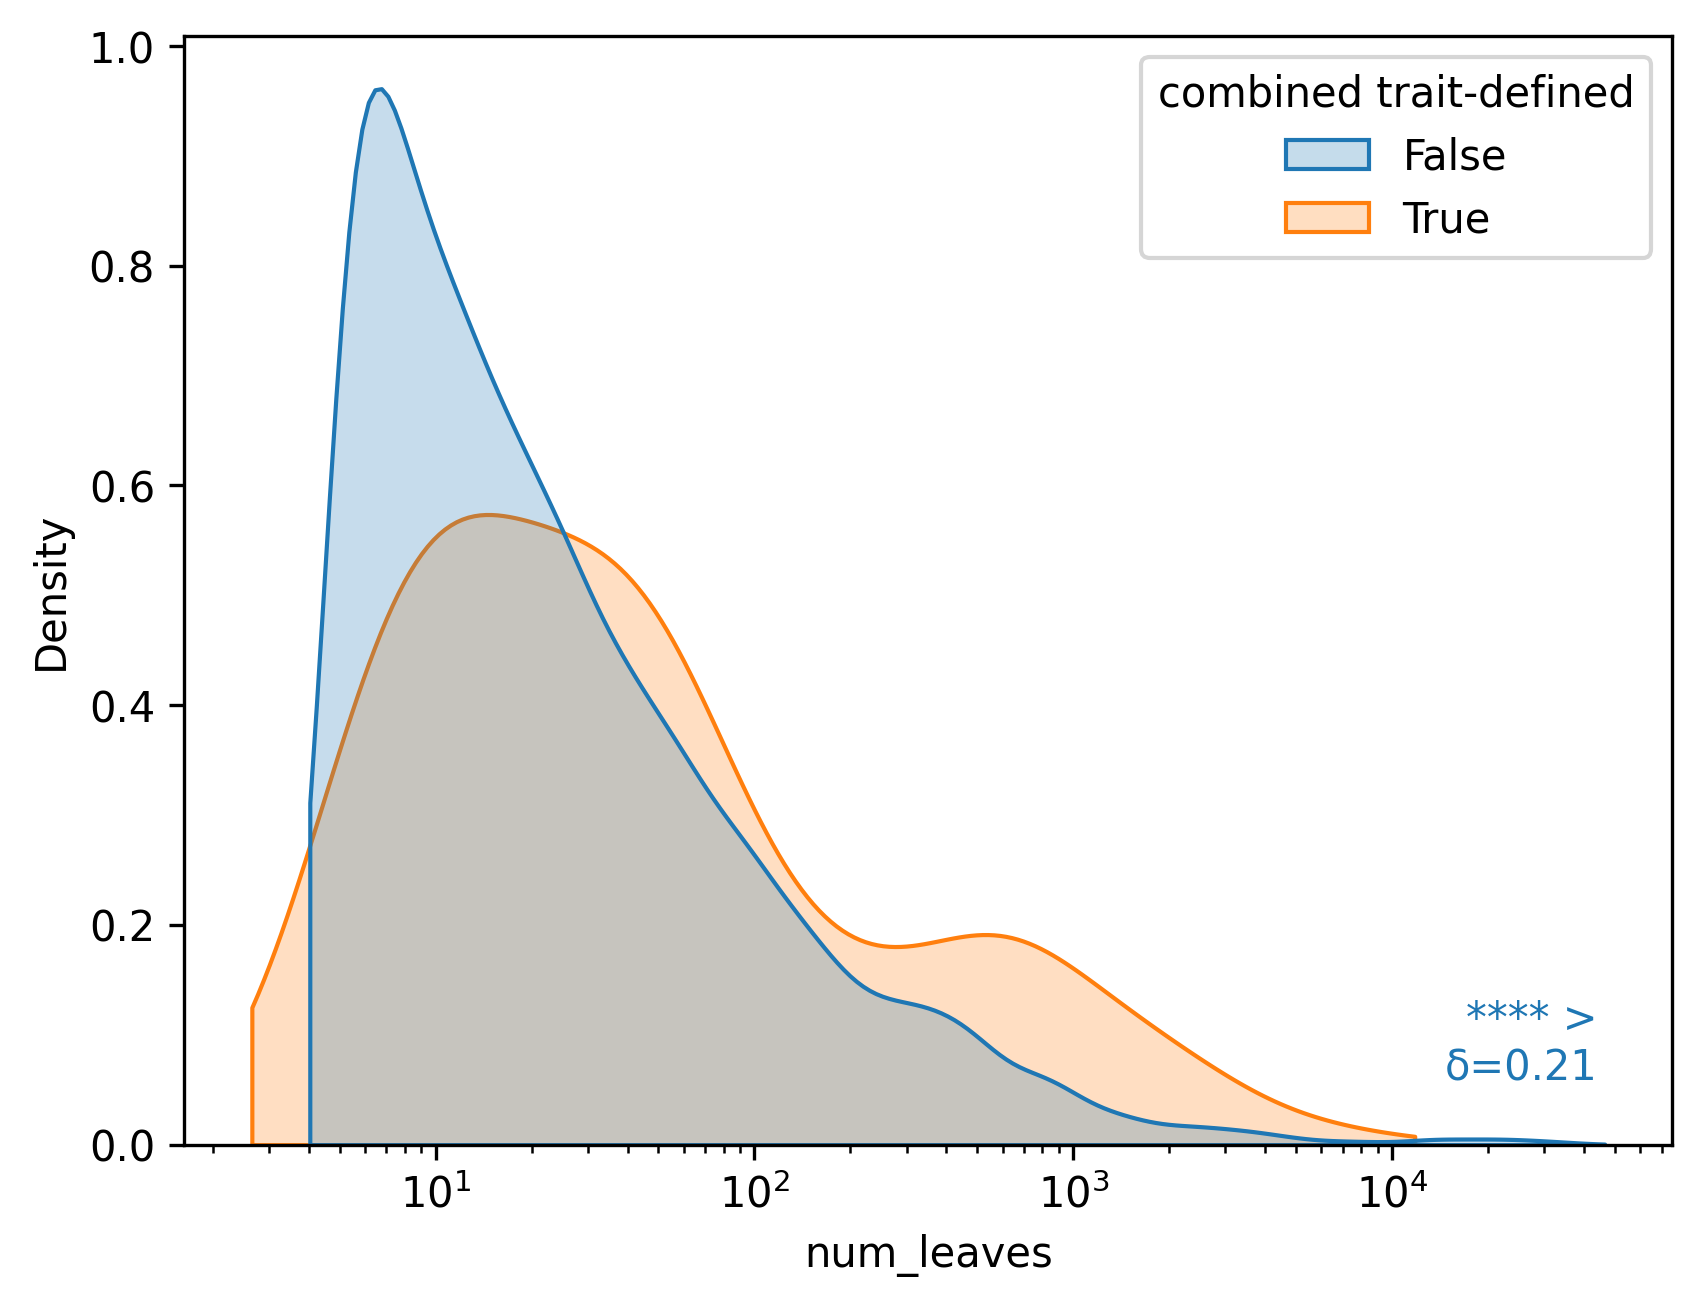 1.0
0.8
0.6
0.4
0.2
0.0
Density
combined trait-defined
False
True
**** >
δ=0.21
10¹
10²
10³
10⁴
num_leaves